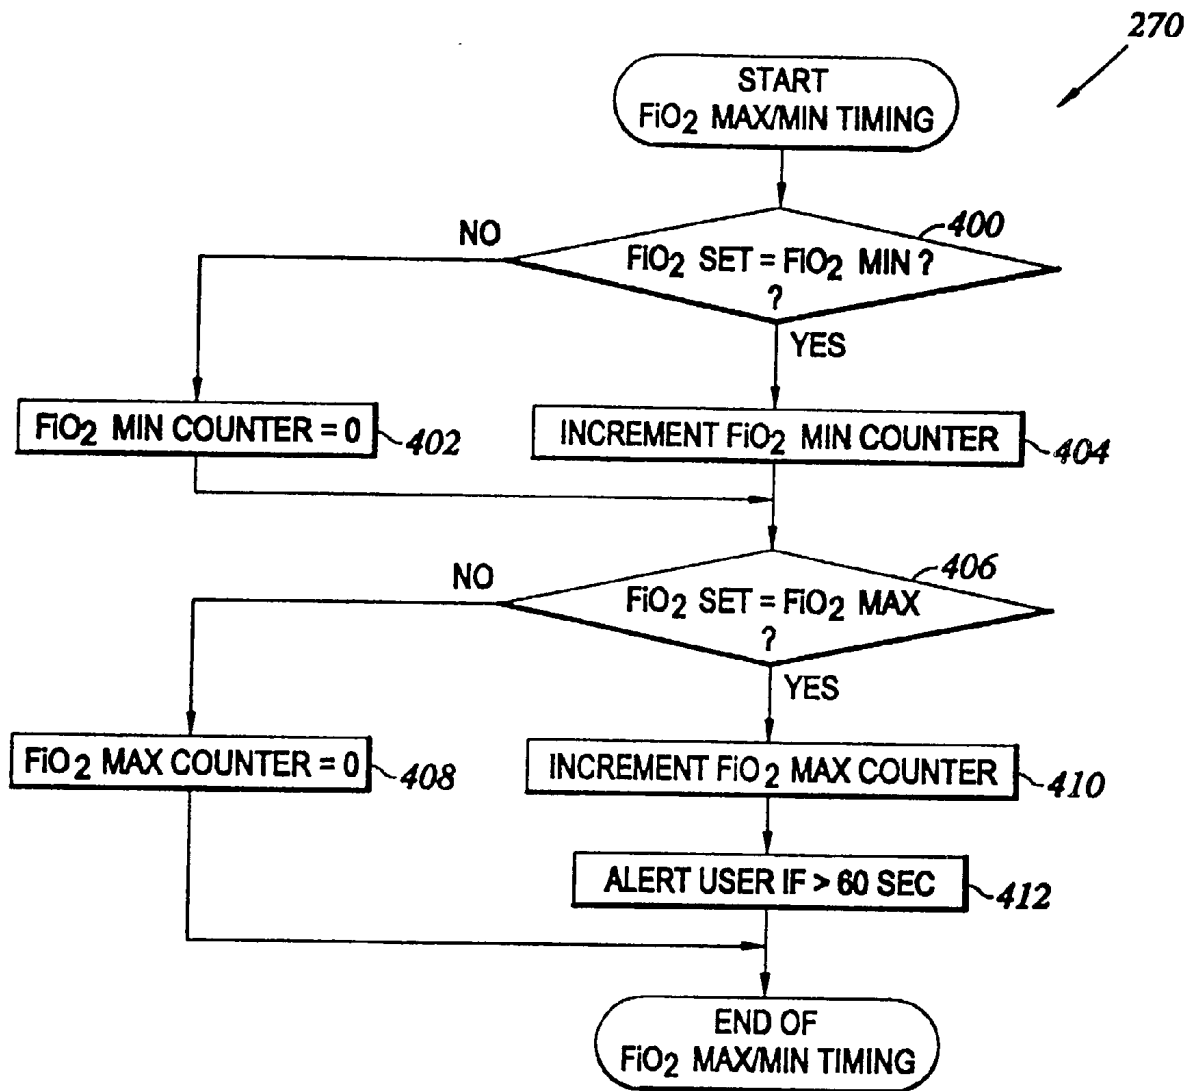 270
START
FiO2 MAX/MIN TIMING
400
NO
FiO2 SET = FiO2 MIN ?
?
YES
FiO2 MIN COUNTER = 0
402
INCREMENT FiO2 MIN COUNTER
404
406
NO
FiO2 SET = FiO2 MAX
?
YES
FiO2 MAX COUNTER = 0
408
INCREMENT FiO2 MAX COUNTER
410
ALERT USER IF > 60 SEC
412
END OF
FiO2 MAX/MIN TIMING